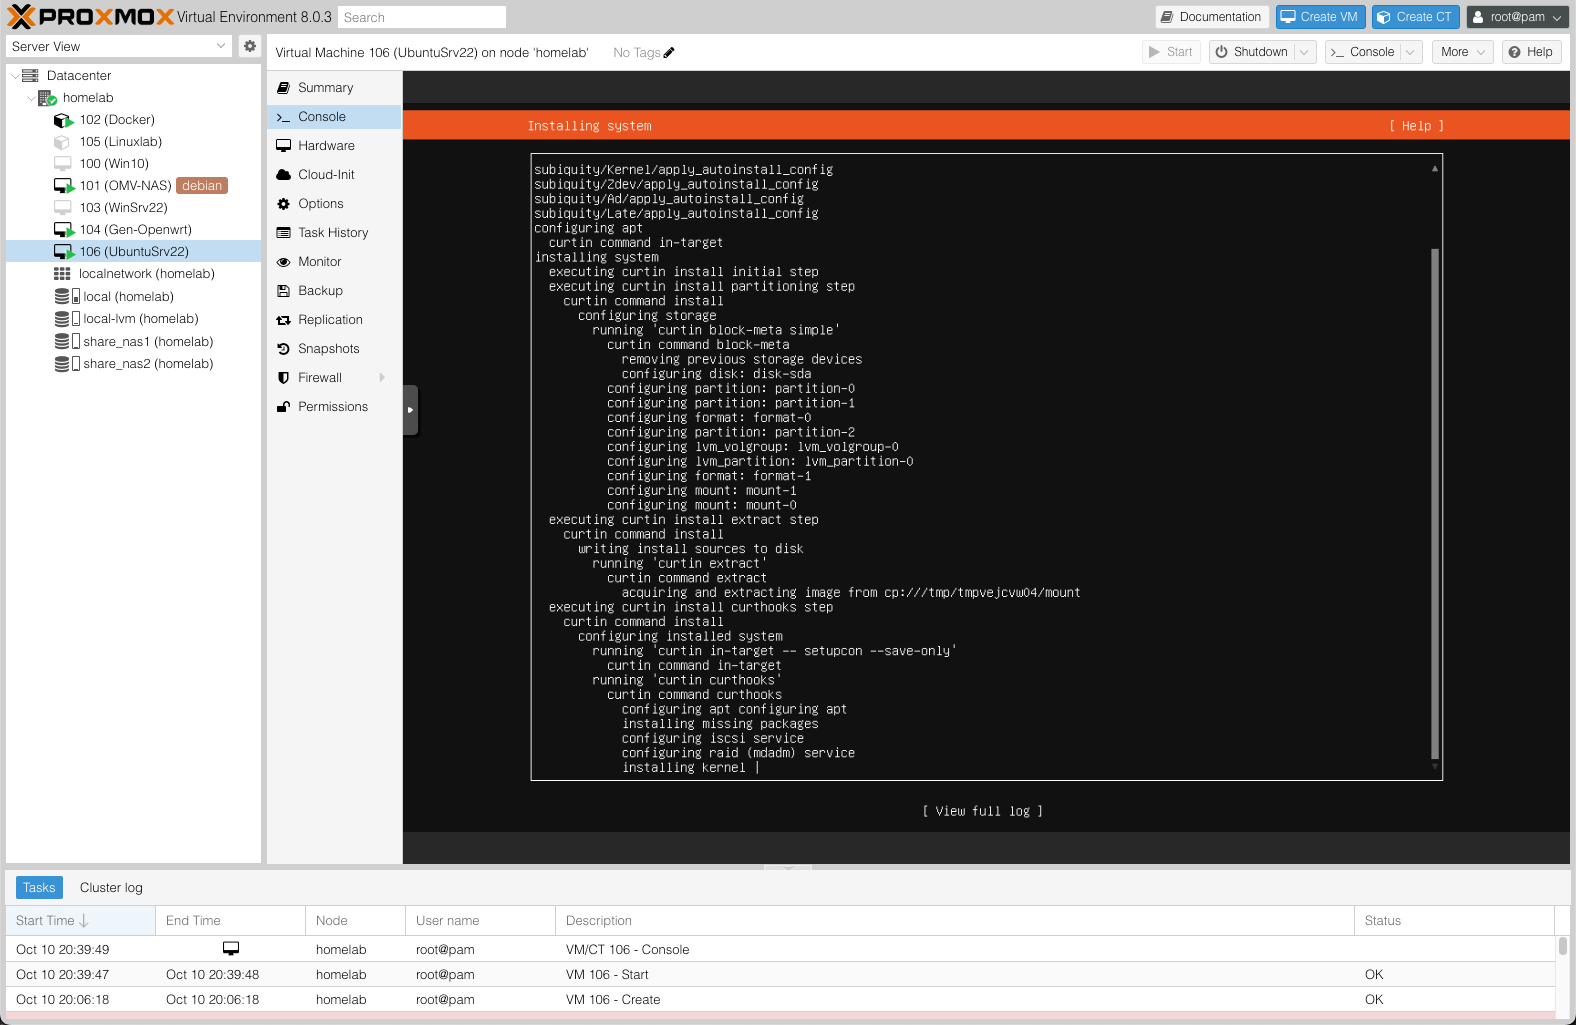 PROXMOX Virtual Environment 8.0.3 Search Documentation Create VM Create CT root@pam
Server View
Datacenter
homelab
102 (Docker)
105 (Linuxlab)
100 (Win10)
101 (OMV-NAS) debian
103 (WinSrv22)
104 (Gen-Openwrt)
106 (UbuntuSrv22)
localnetwork (homelab)
local (homelab)
local-lvm (homelab)
share_nas1 (homelab)
share_nas2 (homelab)
Virtual Machine 106 (UbuntuSrv22) on node 'homelab' No Tags Start Shutdown Console More Help
Summary
Console
Hardware
Cloud-Init
Options
Task History
Monitor
Backup
Replication
Snapshots
Firewall
Permissions
Installing system [ Help ]
subiquity/Kernel/apply_autoinstall_config
subiquity/Zdev/apply_autoinstall_config
subiquity/Ad/apply_autoinstall_config
subiquity/Late/apply_autoinstall_config
configuring apt
curtin command in-target
installing system
executing curtin install initial step
executing curtin install partitioning step
curtin command install
configuring storage
running 'curtin block-meta simple'
curtin command block-meta
removing previous storage devices
configuring disk: disk-sda
configuring partition: partition-0
configuring partition: partition-1
configuring format: format-0
configuring partition: partition-2
configuring lvm_volgroup: lvm_volgroup-0
configuring lvm_partition: lvm_partition-0
configuring format: format-1
configuring mount: mount-1
configuring mount: mount-0
executing curtin install extract step
curtin command install
writing install sources to disk
running 'curtin extract'
curtin command extract
acquiring and extracting image from cp:///tmp/tmpvejcvw04/mount
executing curtin install curthooks step
curtin command install
configuring installed system
running 'curtin in-target -- setupcon --save-only'
curtin command in-target
running 'curtin curthooks'
curtin command curthooks
configuring apt configuring apt
installing missing packages
configuring iscsi service
configuring raid (mdadm) service
installing kernel |
[ View full log ]
Tasks Cluster log
Start Time End Time Node User name Description Status
Oct 10 20:39:49 homelab root@pam VM/CT 106 - Console
Oct 10 20:39:47 Oct 10 20:39:48 homelab root@pam VM 106 - Start OK
Oct 10 20:06:18 Oct 10 20:06:18 homelab root@pam VM 106 - Create OK